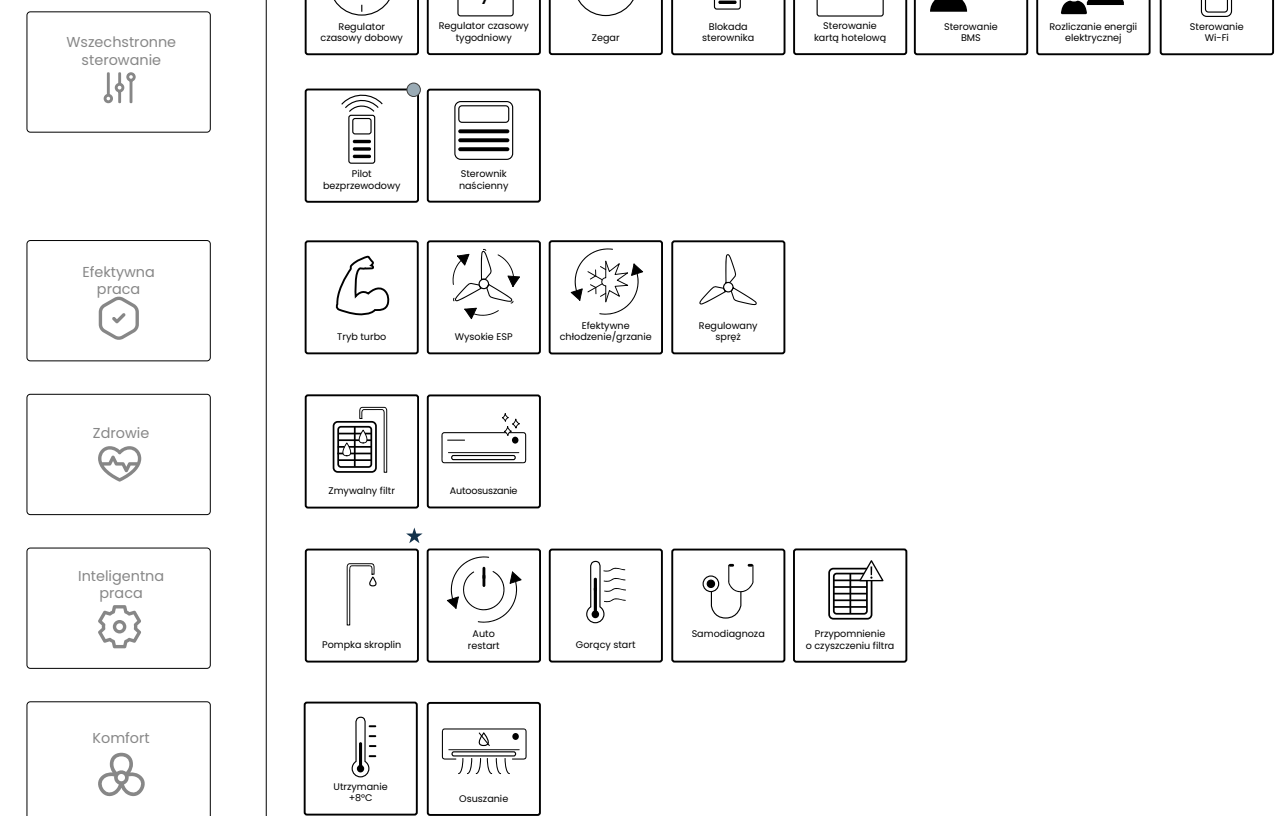 Wszechstronne
sterowanie
Regulator
czasowy dobowy
Regulator czasowy
tygodniowy
7
Zegar
Blokada
sterownika
Sterowanie
kartą hotelową
Sterowanie
BMS
Rozliczanie energii
elektrycznej
Sterowanie
Wi-Fi
Pilot
bezprzewodowy
Sterownik
naścienny
Efektywna
praca
Tryb turbo
Wysokie ESP
Efektywne
chłodzenie/grzanie
Regulowany
spręż
Zdrowie
Zmywalny filtr
Autoosuszanie
Inteligentna
praca
Pompka skroplin
Auto
restart
Gorący start
Samodiagnoza
Przypomnienie
o czyszczeniu filtra
Komfort
Utrzymanie
+8°C
Osuszanie